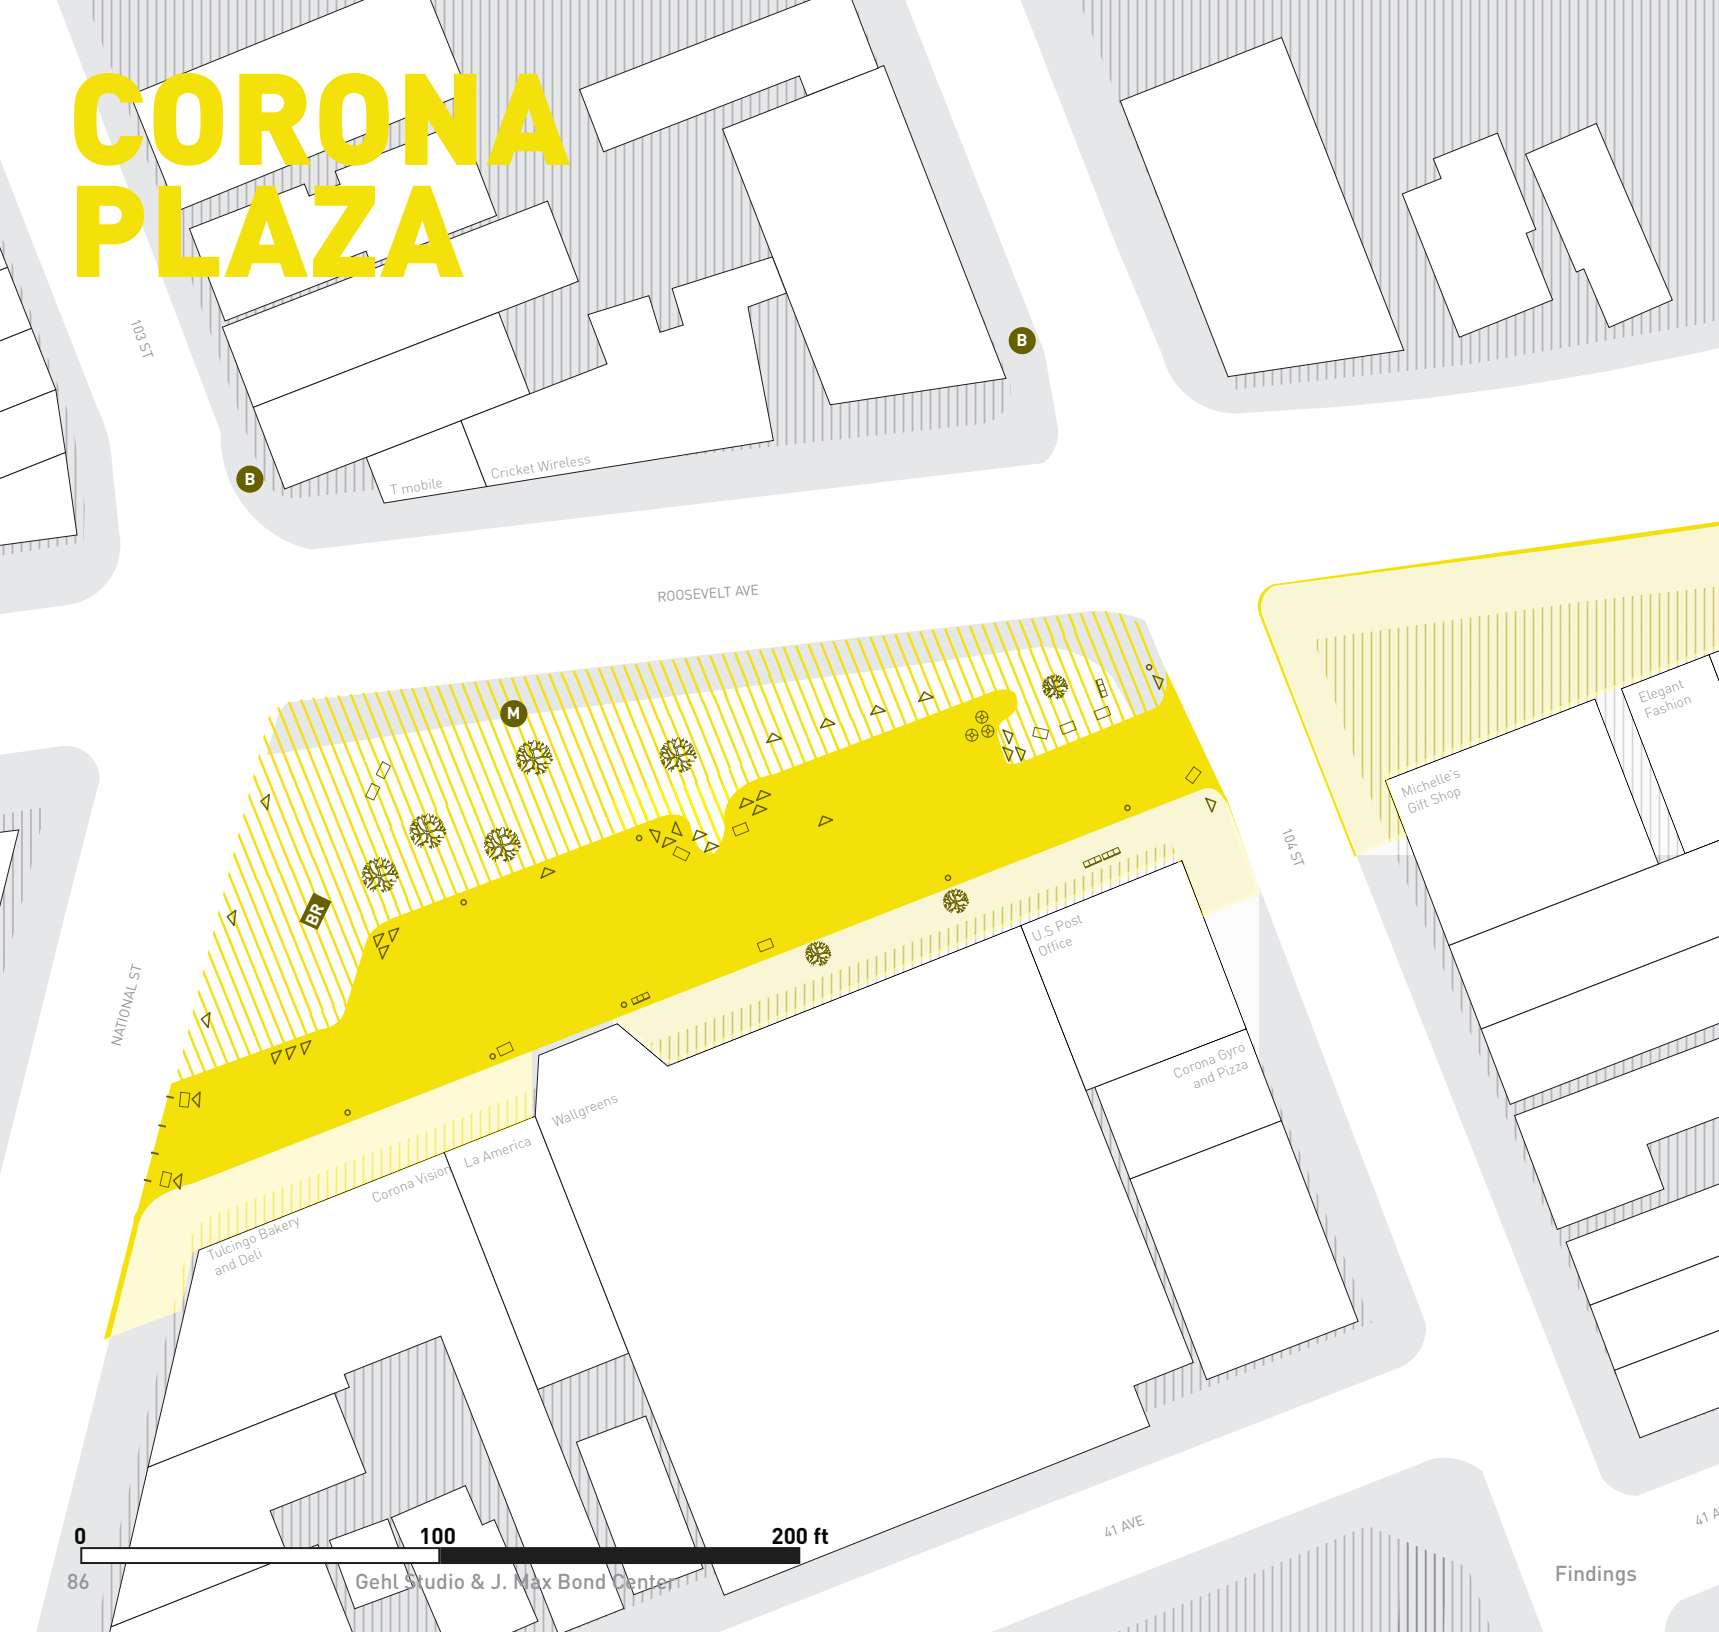 CORONA
PLAZA
103 ST
B
B
T mobile
Cricket Wireless
ROOSEVELT AVE
M
BR
NATIONAL ST
104 ST
Elegant
Fashion
Michelle's
Gift Shop
U.S Post
Office
Corona Gyro
and Pizza
Wallgreens
La America
Corona Vision
Tulcingo Bakery
and Deli
41 AVE
41 A
0 100 200 ft
86 Gehl Studio & J. Max Bond Center
Findings